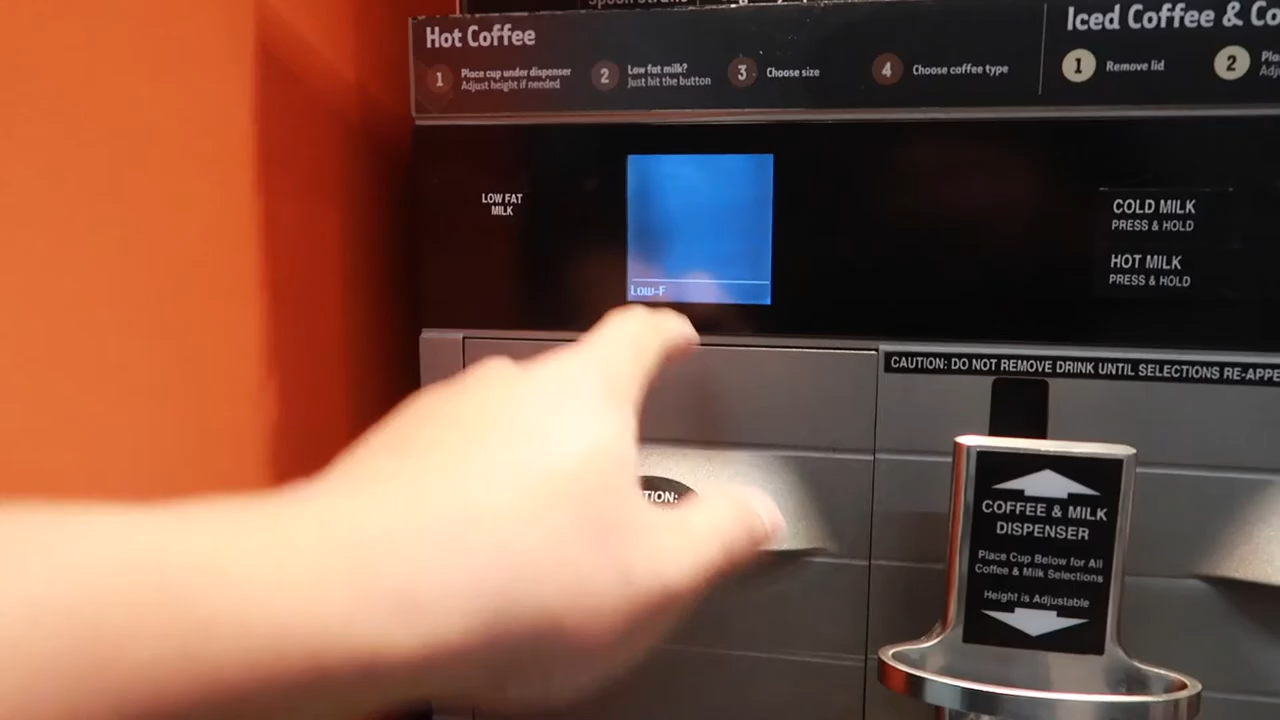 Hot Coffee
1 Place cup under dispenser
Adjust height if needed
2 Low fat milk?
Just hit the button
3 Choose size
4 Choose coffee type
Iced Coffee & Co
1 Remove lid
2 Pla
Adj
LOW FAT
MILK
Low-F
COLD MILK
PRESS & HOLD
HOT MILK
PRESS & HOLD
CAUTION: DO NOT REMOVE DRINK UNTIL SELECTIONS RE-APPE
TION:
COFFEE & MILK
DISPENSER
Place Cup Below for All
Coffee & Milk Selections
Height is Adjustable